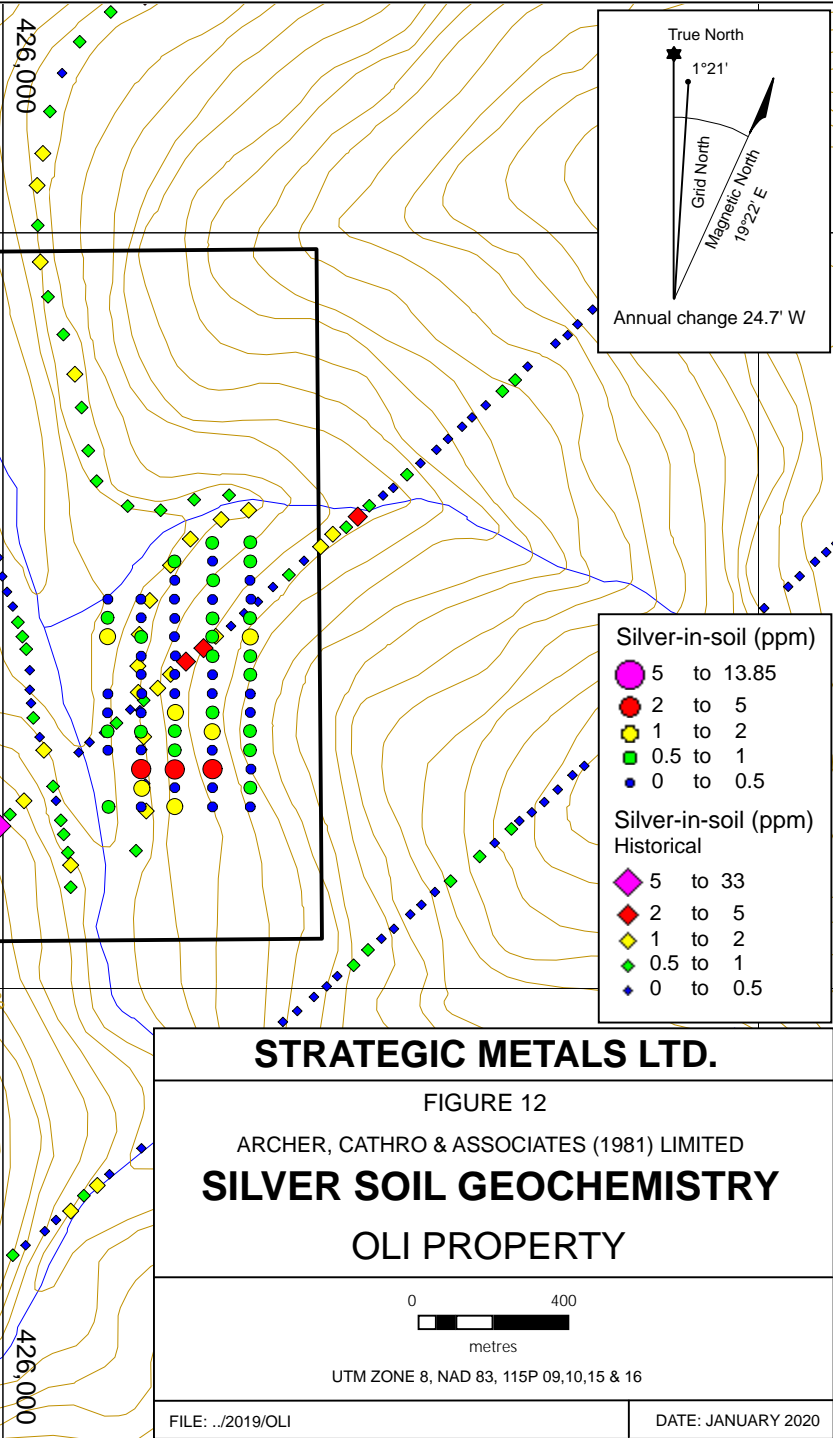 426,000
True North
1°21'
Grid North
Magnetic North
19°22' E
Annual change 24.7' W
Silver-in-soil (ppm)
5 to 13.85
2 to 5
1 to 2
0.5 to 1
0 to 0.5
Silver-in-soil (ppm)
Historical
5 to 33
2 to 5
1 to 2
0.5 to 1
0 to 0.5
STRATEGIC METALS LTD.
FIGURE 12
ARCHER, CATHRO & ASSOCIATES (1981) LIMITED
SILVER SOIL GEOCHEMISTRY
OLI PROPERTY
0 400
metres
UTM ZONE 8, NAD 83, 115P 09,10,15 & 16
FILE: ../2019/OLI
DATE: JANUARY 2020
426,000